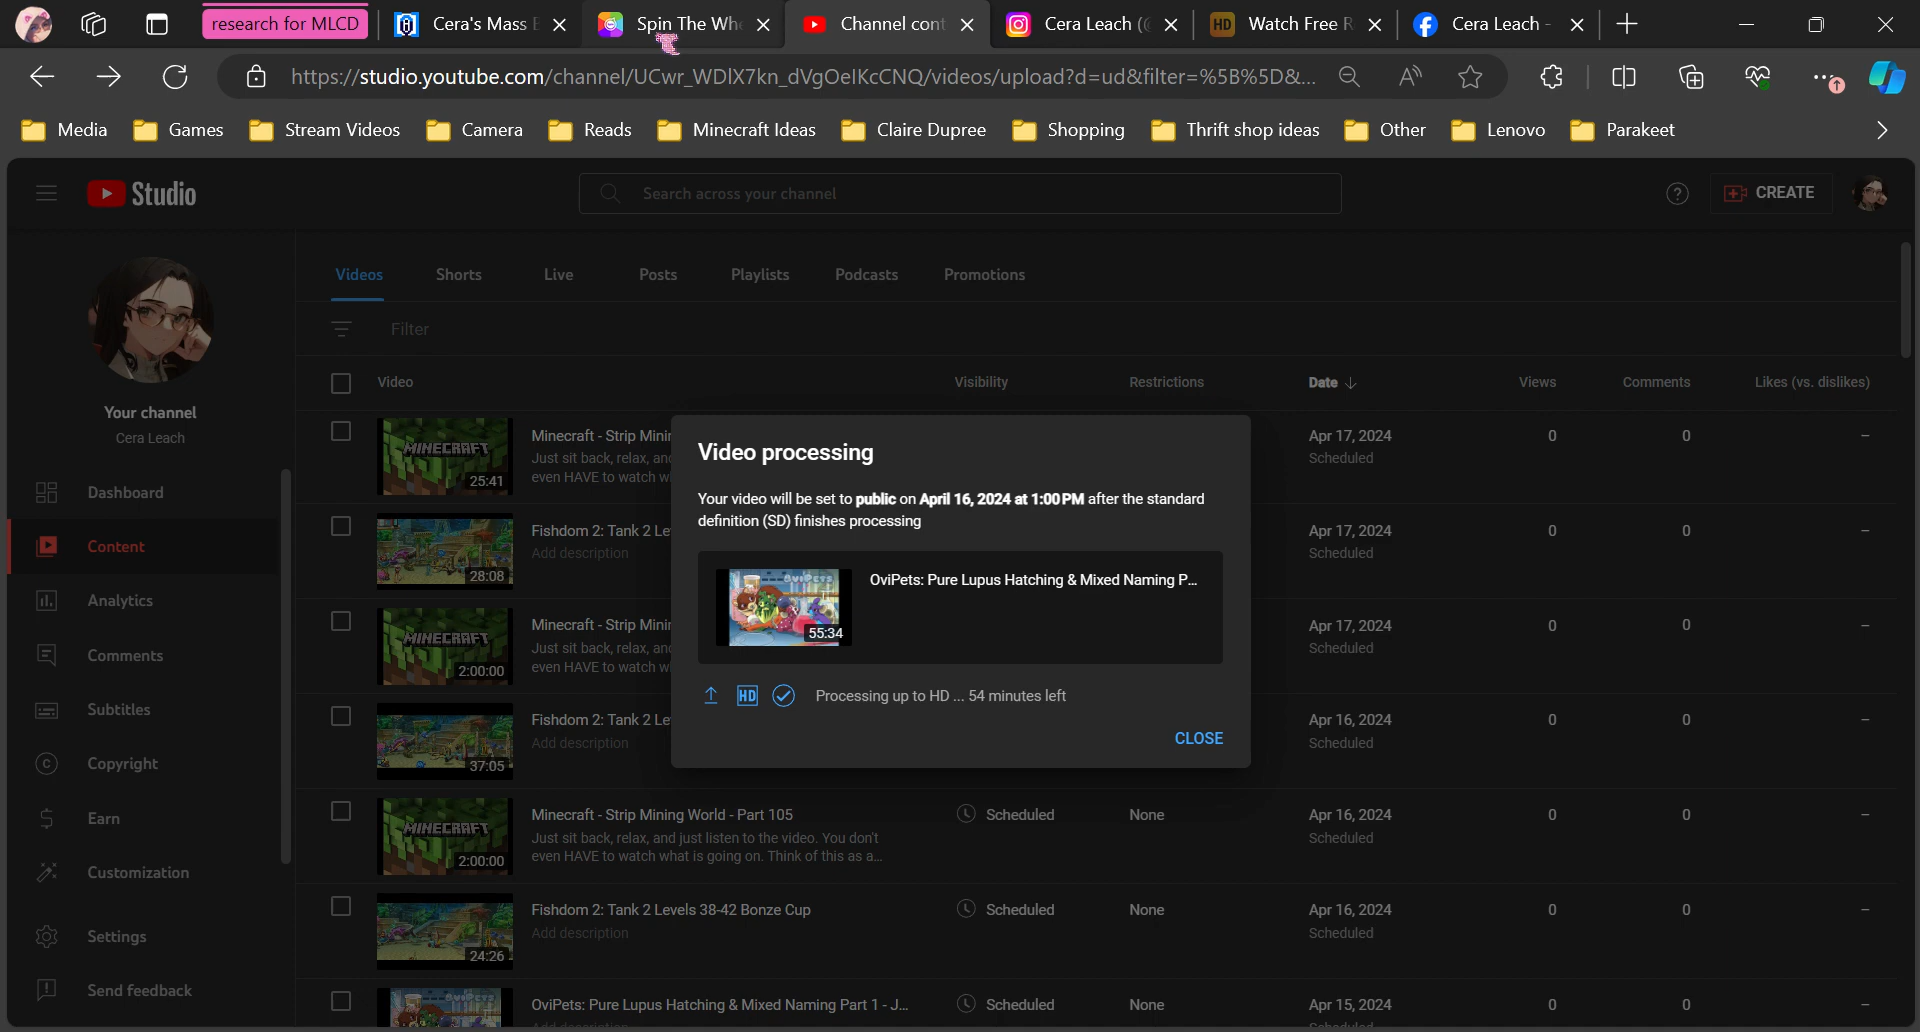 research for MLCD
Cera's Mass E
Spin The Whe
Channel cont
Cera Leach (@
Watch Free R
Cera Leach -
https://studio.youtube.com/channel/UCwr_WDlX7kn_dVgOelKcCNQ/videos/upload?d=ud&filter=%5B%5D&...
Media Games Stream Videos Camera Reads Minecraft Ideas Claire Dupree Shopping Thrift shop ideas Other Lenovo Parakeet
Studio
Search across your channel
CREATE
Videos Shorts Live Posts Playlists Podcasts Promotions
Filter
Video Visibility Restrictions Date Views Comments Likes (vs. dislikes)
Your channel
Cera Leach
Dashboard
Content
Analytics
Comments
Subtitles
Copyright
Earn
Customization
Settings
Send feedback
MINECRAFT
25:41
Minecraft - Strip Minin
Just sit back, relax, an
even HAVE to watch w
Apr 17, 2024 0 0 –
Scheduled
28:08
Fishdom 2: Tank 2 Le
Add description
Apr 17, 2024 0 0 –
Scheduled
MINECRAFT
2:00:00
Minecraft - Strip Minin
Just sit back, relax, an
even HAVE to watch w
Apr 17, 2024 0 0 –
Scheduled
37:05
Fishdom 2: Tank 2 Le
Add description
Apr 16, 2024 0 0 –
Scheduled
Video processing
Your video will be set to public on April 16, 2024 at 1:00 PM after the standard
definition (SD) finishes processing
OVIPETS
55:34
OviPets: Pure Lupus Hatching & Mixed Naming P...
HD
Processing up to HD ... 54 minutes left
CLOSE
MINECRAFT
2:00:00
Minecraft - Strip Mining World - Part 105
Just sit back, relax, and just listen to the video. You don't
even HAVE to watch what is going on. Think of this as a...
Scheduled None Apr 16, 2024 0 0 –
Scheduled
24:26
Fishdom 2: Tank 2 Levels 38-42 Bonze Cup
Add description
Scheduled None Apr 16, 2024 0 0 –
Scheduled
OVIPETS
OviPets: Pure Lupus Hatching & Mixed Naming Part 1 - J...
Add description
Scheduled None Apr 15, 2024 0 0 –
Scheduled